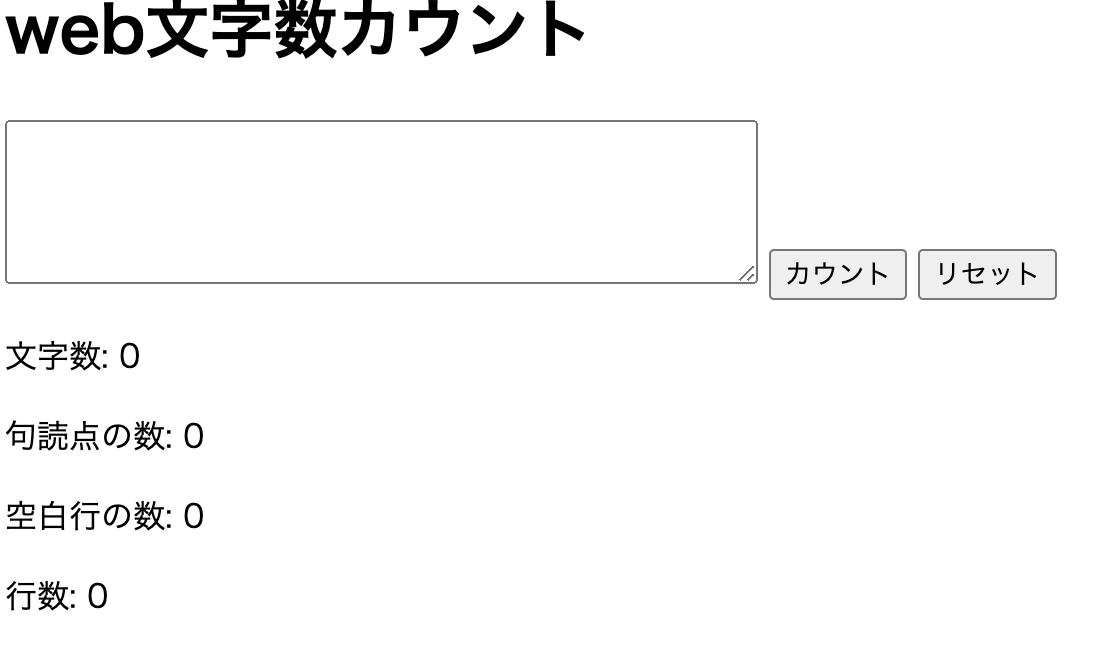 web文字数カウント
カウント リセット
文字数: 0
句読点の数: 0
空白行の数: 0
行数: 0